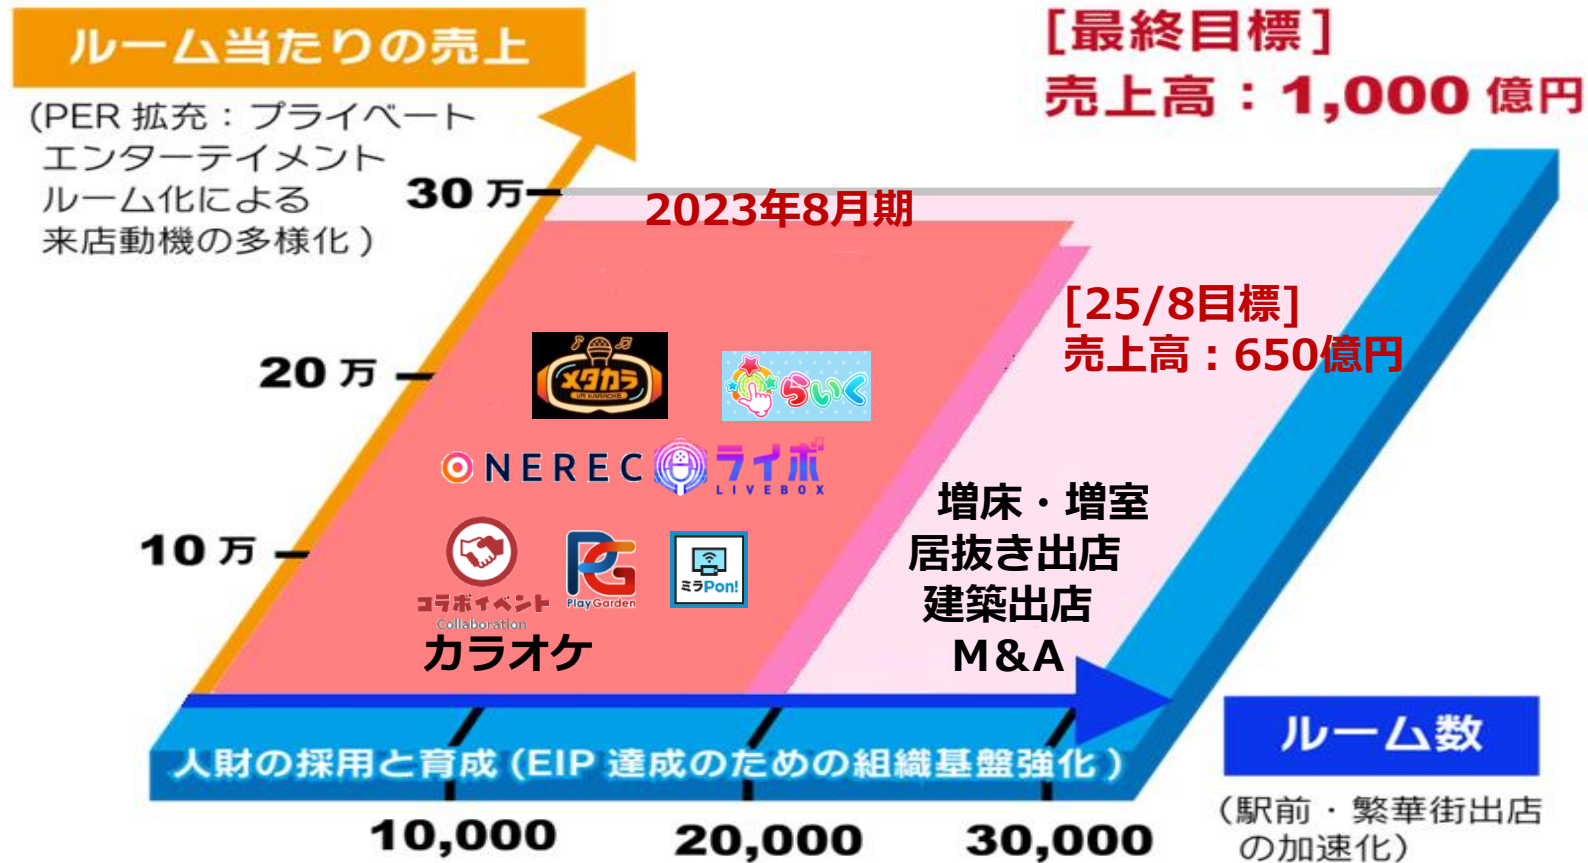 ルーム当たりの売上
(PER 拡充：プライベート
エンターテイメント
ルーム化による
来店動機の多様化)
[最終目標]
売上高：1,000 億円
30 万
20 万
10 万
2023年8月期
[25/8目標]
売上高：650億円
メタカラ
VR KARAOKE
らいく
ONEREC
ライボ
LIVEBOX
コラボイベント
Collaboration
PG
PlayGarden
ミラPon!
カラオケ
増床・増室
居抜き出店
建築出店
M&A
人財の採用と育成 (EIP 達成のための組織基盤強化)
10,000
20,000
30,000
ルーム数
(駅前・繁華街出店
の加速化)